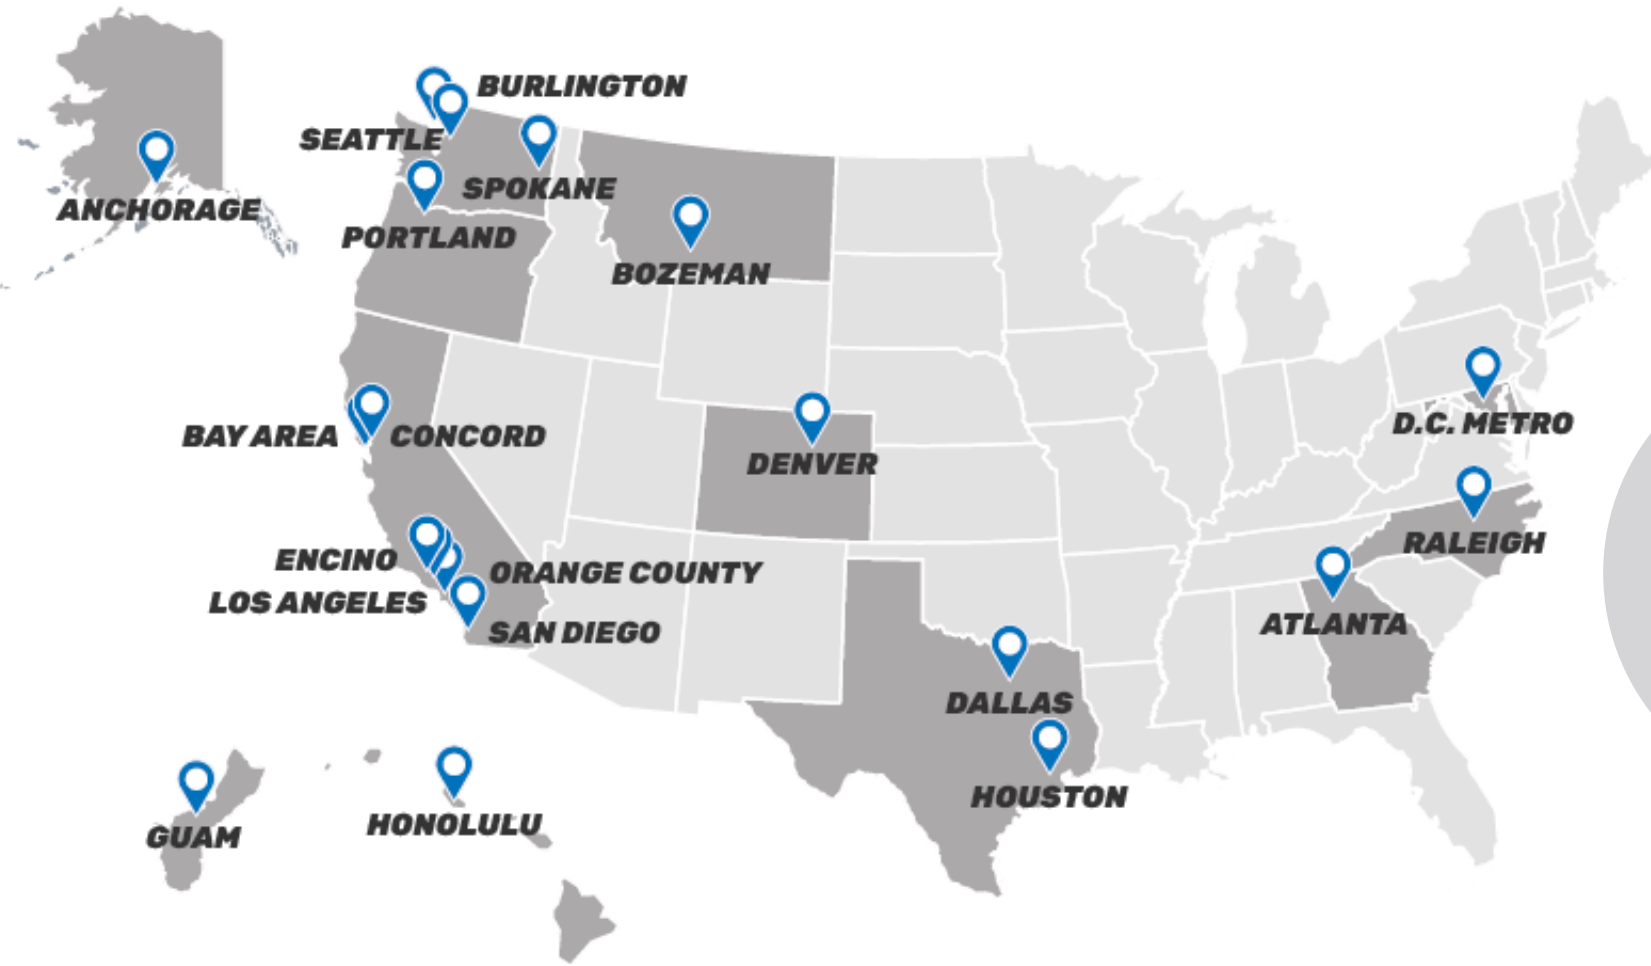 BURLINGTON
SEATTLE
SPOKANE
ANCHORAGE
PORTLAND
BOZEMAN
BAY AREA
CONCORD
DENVER
D.C. METRO
RALEIGH
ENCINO
ORANGE COUNTY
LOS ANGELES
SAN DIEGO
ATLANTA
DALLAS
HOUSTON
HONOLULU
GUAM